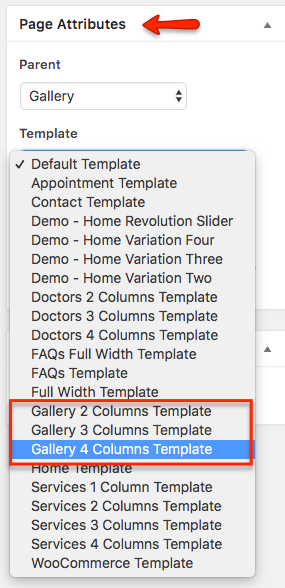 Page Attributes
Parent
Gallery
Template
Default Template
Appointment Template
Contact Template
Demo - Home Revolution Slider
Demo - Home Variation Four
Demo - Home Variation Three
Demo - Home Variation Two
Doctors 2 Columns Template
Doctors 3 Columns Template
Doctors 4 Columns Template
FAQs Full Width Template
FAQs Template
Full Width Template
Gallery 2 Columns Template
Gallery 3 Columns Template
Gallery 4 Columns Template
Home Template
Services 1 Column Template
Services 2 Columns Template
Services 3 Columns Template
Services 4 Columns Template
WooCommerce Template